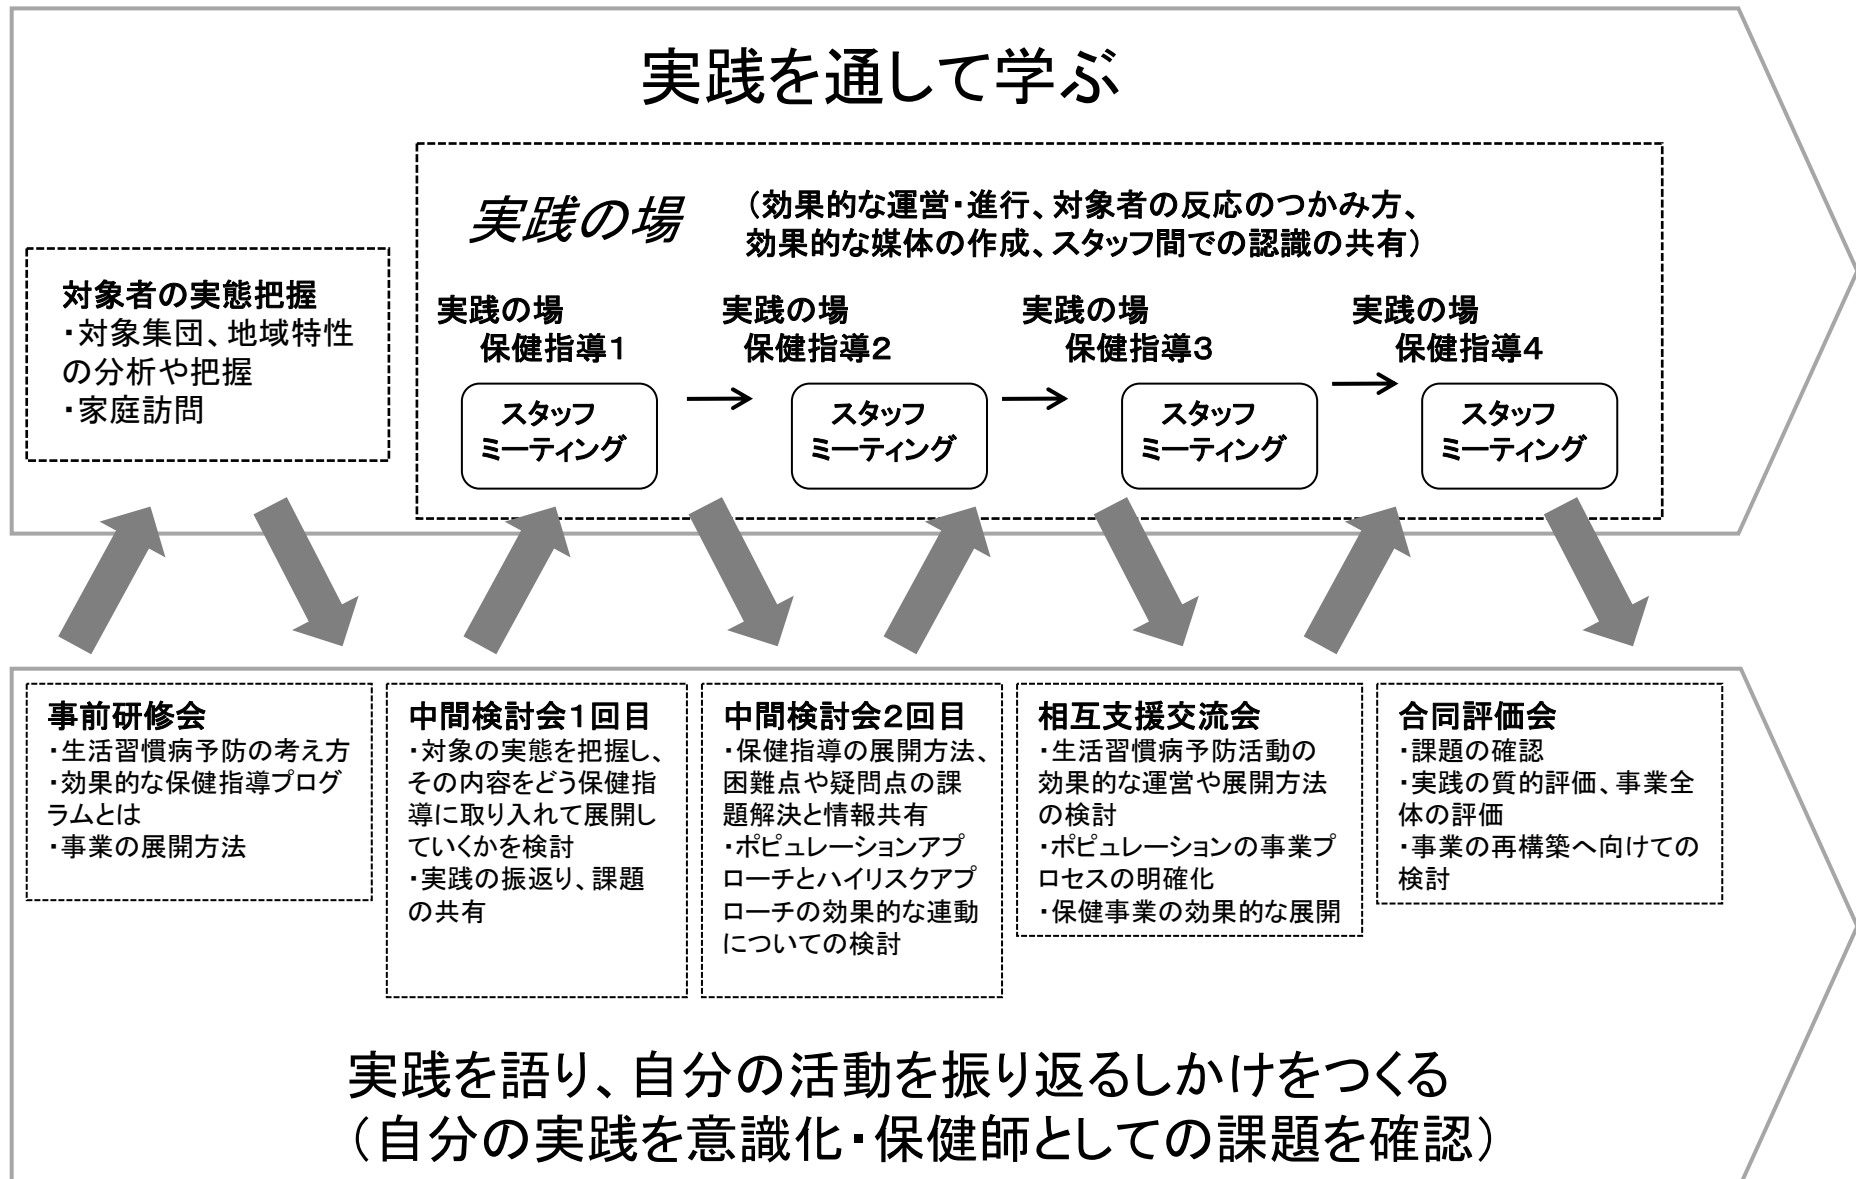 実践を通して学ぶ
対象者の実態把握
・対象集団、地域特性
の分析や把握
・家庭訪問
実践の場
（効果的な運営・進行、対象者の反応のつかみ方、
効果的な媒体の作成、スタッフ間での認識の共有）
実践の場
保健指導１
スタッフ
ミーティング
実践の場
保健指導２
スタッフ
ミーティング
実践の場
保健指導３
スタッフ
ミーティング
実践の場
保健指導４
スタッフ
ミーティング
事前研修会
・生活習慣病予防の考え方
・効果的な保健指導プログ
ラムとは
・事業の展開方法
中間検討会１回目
・対象の実態を把握し、
その内容をどう保健指
導に取り入れて展開し
ていくかを検討
・実践の振返り、課題
の共有
中間検討会２回目
・保健指導の展開方法、
困難点や疑問点の課
題解決と情報共有
・ポピュレーションアプ
ローチとハイリスクアプ
ローチの効果的な連動
についての検討
相互支援交流会
・生活習慣病予防活動の
効果的な運営や展開方法
の検討
・ポピュレーションの事業プ
ロセスの明確化
・保健事業の効果的な展開
合同評価会
・課題の確認
・実践の質的評価、事業全
体の評価
・事業の再構築へ向けての
検討
実践を語り、自分の活動を振り返るしかけをつくる
（自分の実践を意識化・保健師としての課題を確認）